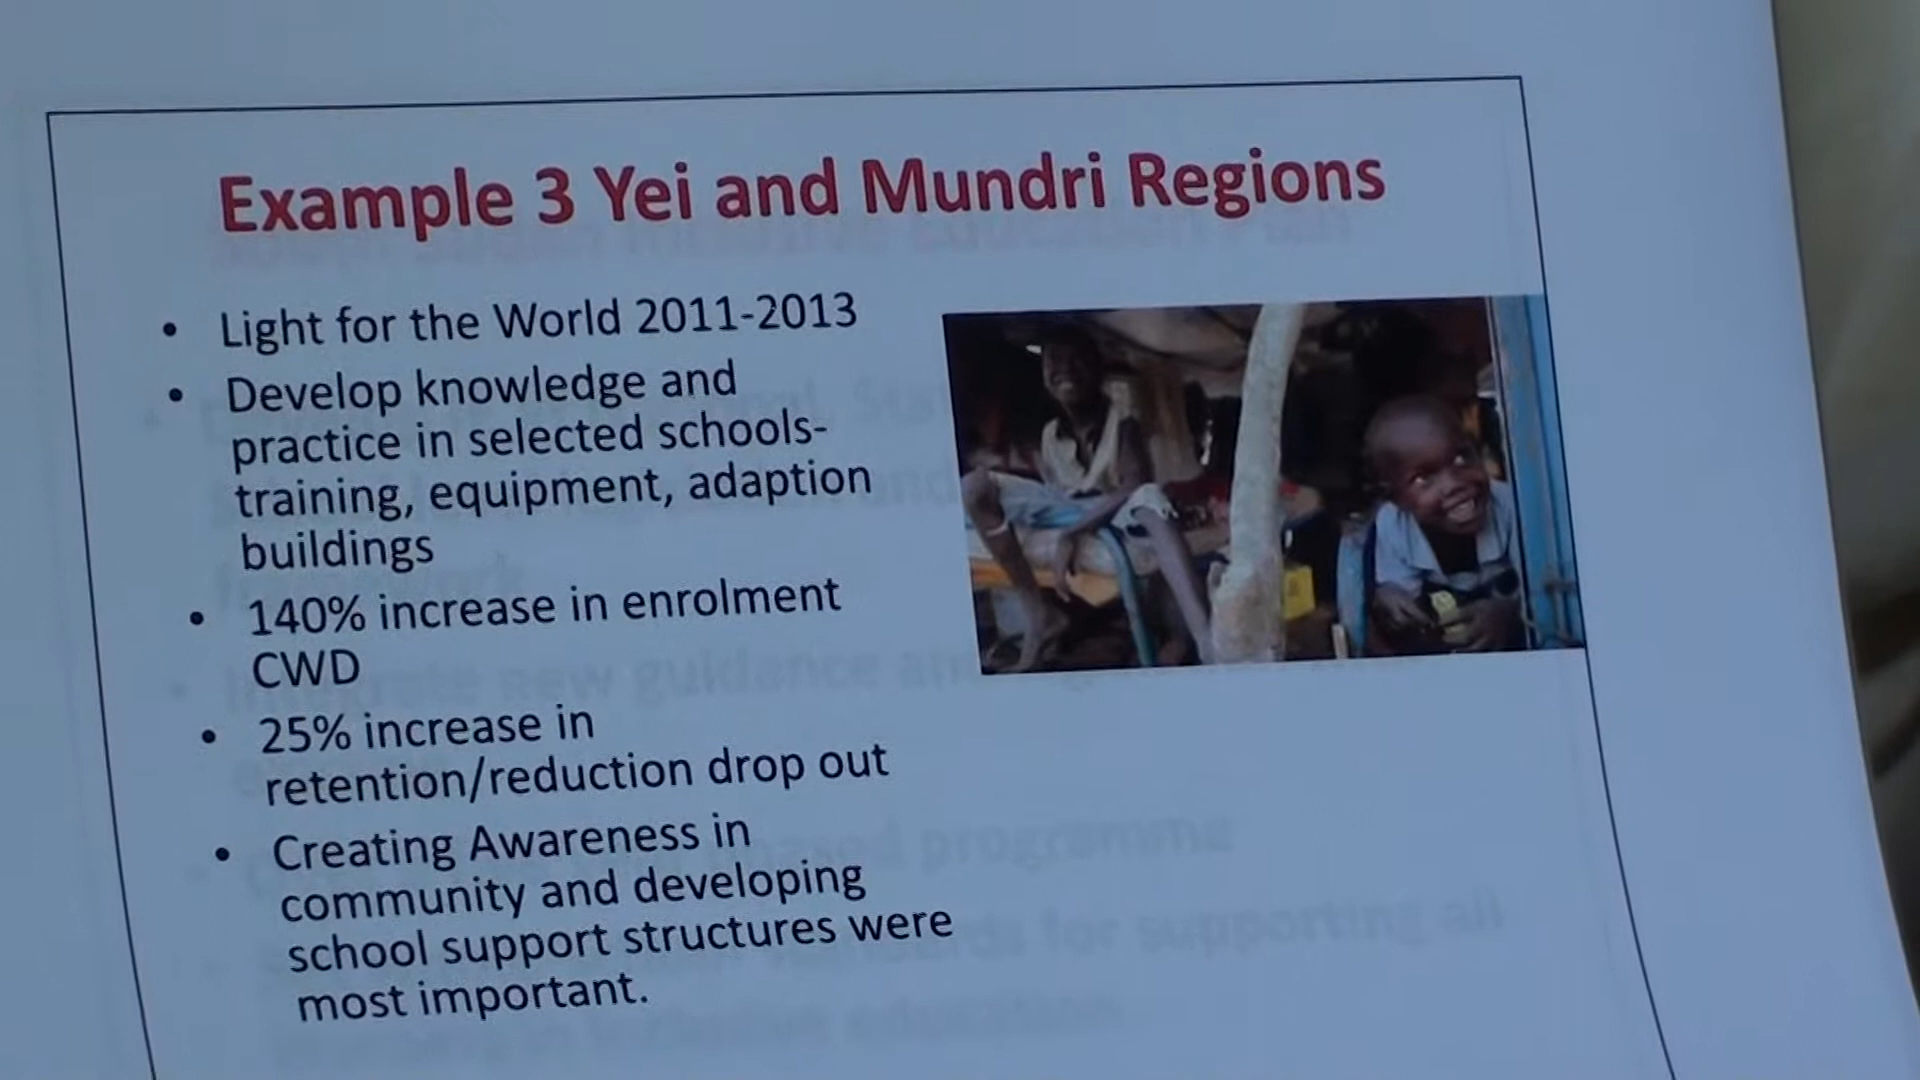 Example 3 Yei and Mundri Regions
• Light for the World 2011-2013
• Develop knowledge and
practice in selected schools-
training, equipment, adaption
buildings
• 140% increase in enrolment
CWD
• 25% increase in
retention/reduction drop out
• Creating Awareness in
community and developing
school support structures were
most important.